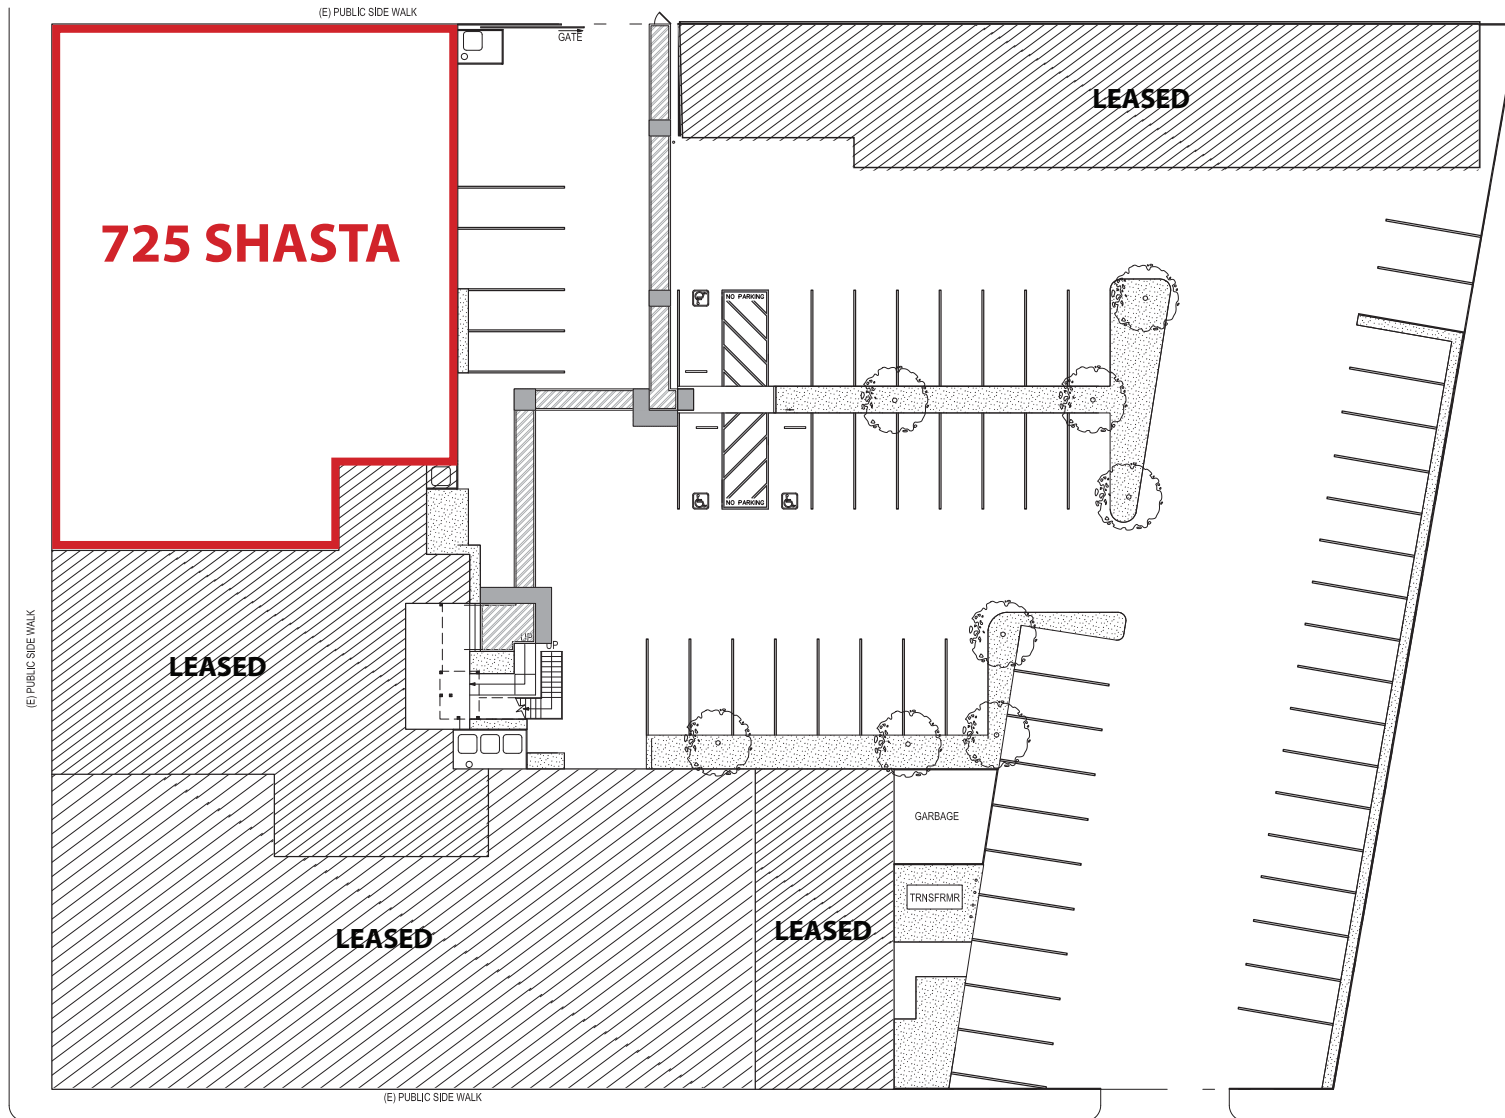 (E) PUBLIC SIDE WALK
GATE
LEASED
725 SHASTA
NO PARKING
NO PARKING
(E) PUBLIC SIDE WALK
LEASED
UP
UP
GARBAGE
TRNSFRMR
LEASED
LEASED
(E) PUBLIC SIDE WALK